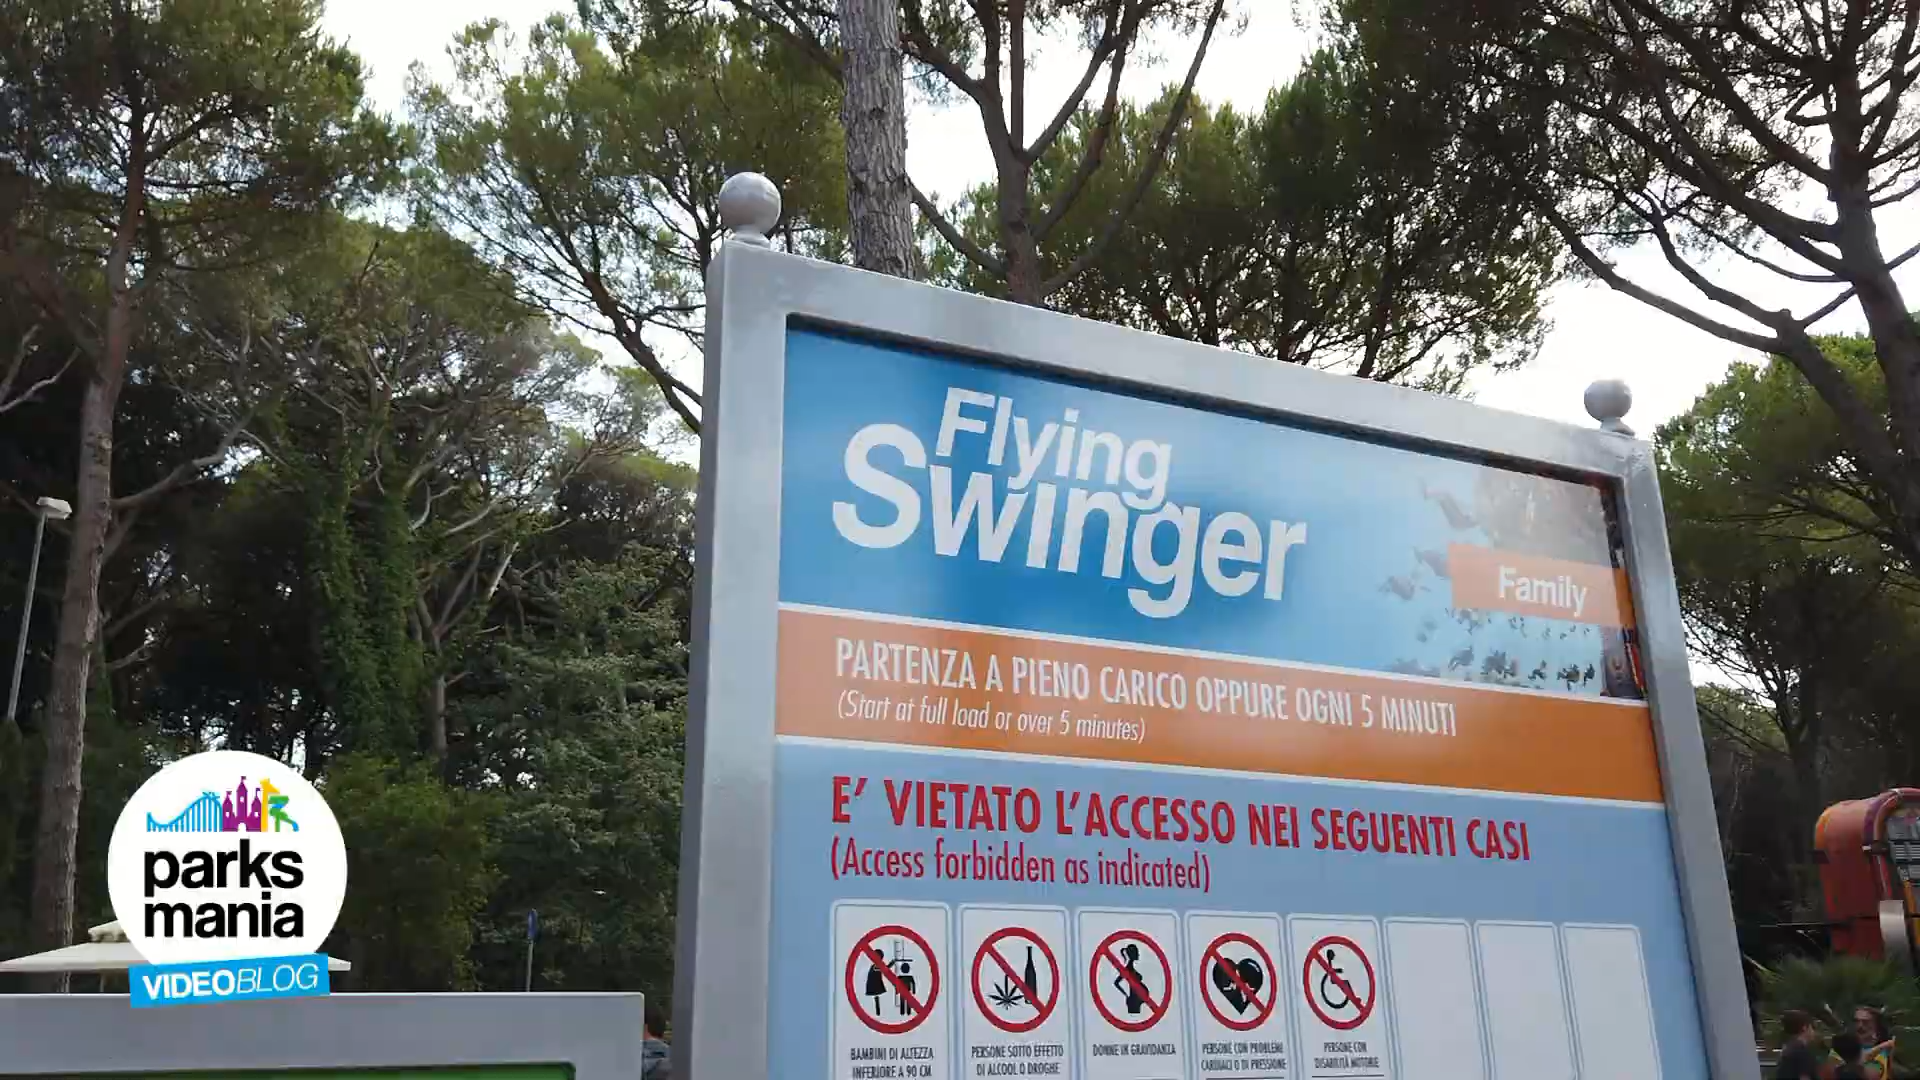 Flying
Swinger
Family
PARTENZA A PIENO CARICO OPPURE OGNI 5 MINUTI
(Start at full load or over 5 minutes)
E' VIETATO L'ACCESSO NEI SEGUENTI CASI
(Access forbidden as indicated)
BAMBINI DI ALTEZZA
INFERIORE A 90 CM
PERSONE SOTTO EFFETTO
DI ALCOOL O DROGHE
DONNE IN GRAVIDANZA
PERSONE CON PROBLEMI
CARDIACI O DI PRESSIONE
PERSONE CON
DISABILITÀ MOTORIE
parks
mania
VIDEOBLOG